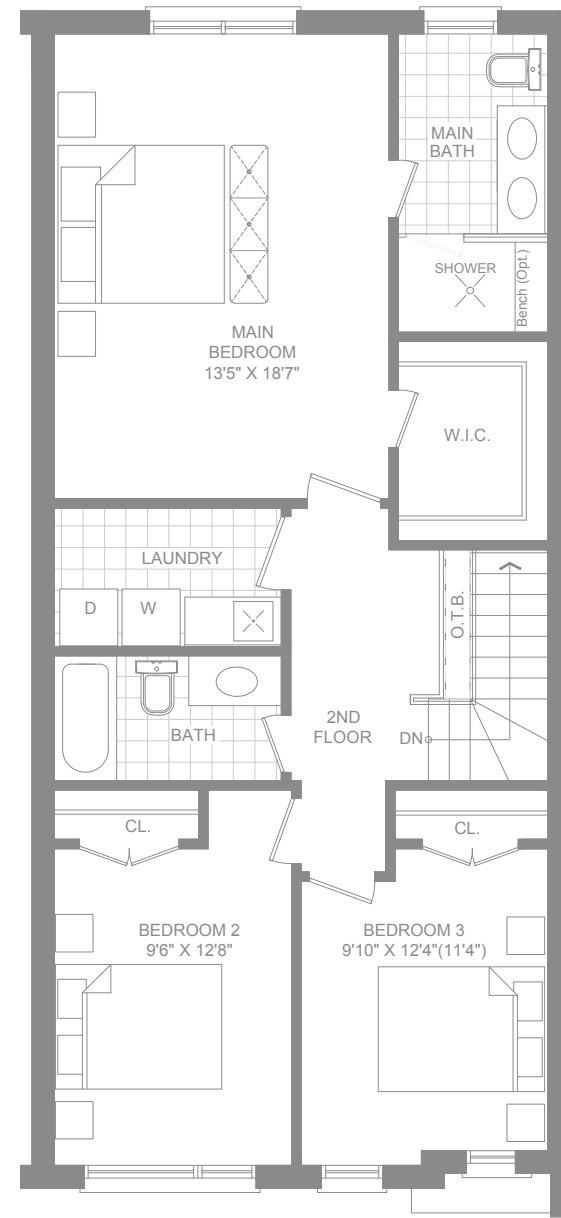 MAIN
BATH
SHOWER
Bench (Opt.)
MAIN
BEDROOM
13'5" X 18'7"
W.I.C.
LAUNDRY
D
W
O.T.B.
BATH
2ND
FLOOR
DN
CL.
CL.
BEDROOM 2
9'6" X 12'8"
BEDROOM 3
9'10" X 12'4"(11'4")